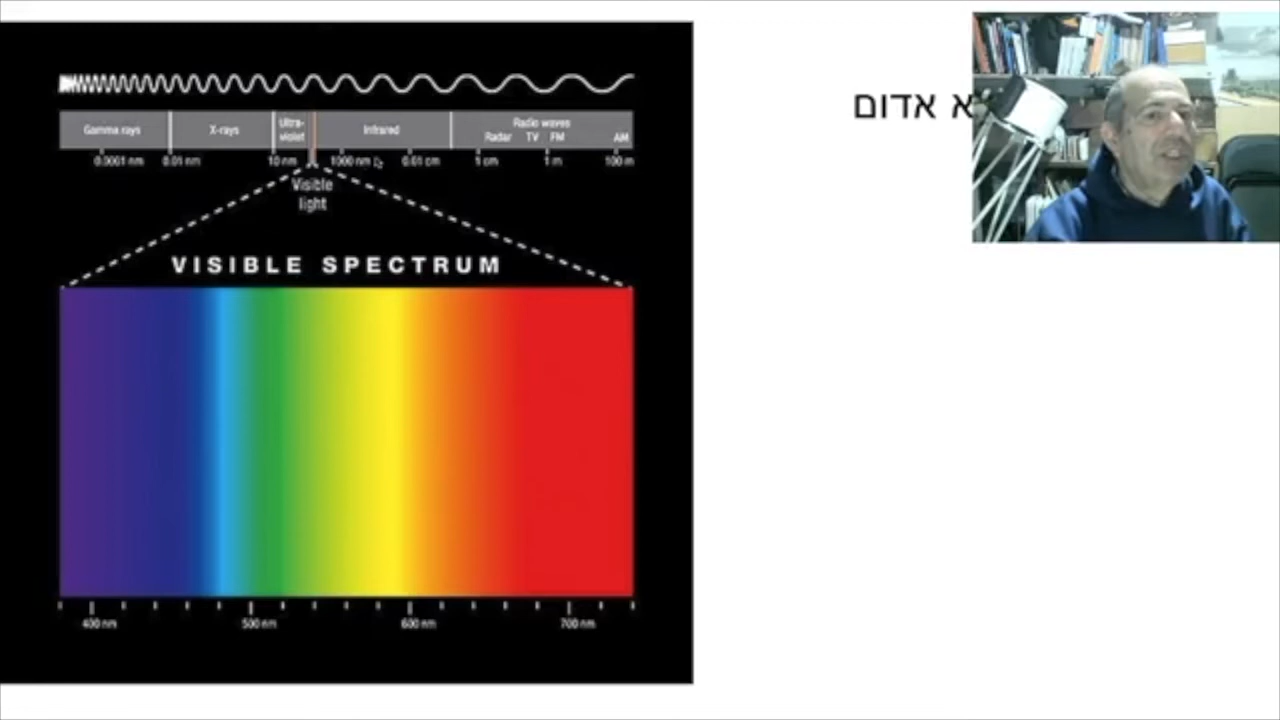 א אדום
Gamma rays X-rays Ultra-violet Infrared Radio waves
Radar TV FM AM
0.0001 nm 0.01 nm 10 nm 1000 nm 0.01 cm 1 cm 1 m 100 m
Visible
light
VISIBLE SPECTRUM
400 nm 500 nm 600 nm 700 nm